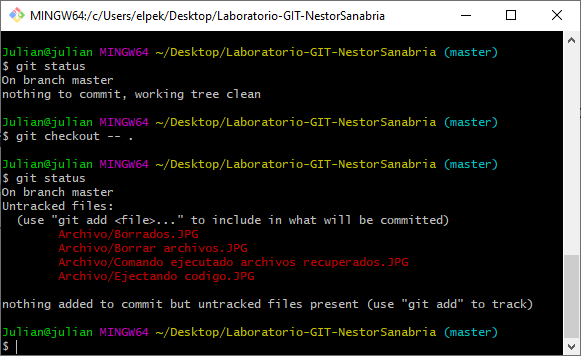 MINGW64:/c/Users/elpek/Desktop/Laboratorio-GIT-NestorSanabria
Julian@julian MINGW64 ~/Desktop/Laboratorio-GIT-NestorSanabria (master)
$ git status
On branch master
nothing to commit, working tree clean
Julian@julian MINGW64 ~/Desktop/Laboratorio-GIT-NestorSanabria (master)
$ git checkout -- .
Julian@julian MINGW64 ~/Desktop/Laboratorio-GIT-NestorSanabria (master)
$ git status
On branch master
Untracked files:
  (use "git add <file>..." to include in what will be committed)
        Archivo/Borrados.JPG
        Archivo/Borrar archivos.JPG
        Archivo/Comando ejecutado archivos recuperados.JPG
        Archivo/Ejectando codigo.JPG
nothing added to commit but untracked files present (use "git add" to track)
Julian@julian MINGW64 ~/Desktop/Laboratorio-GIT-NestorSanabria (master)
$